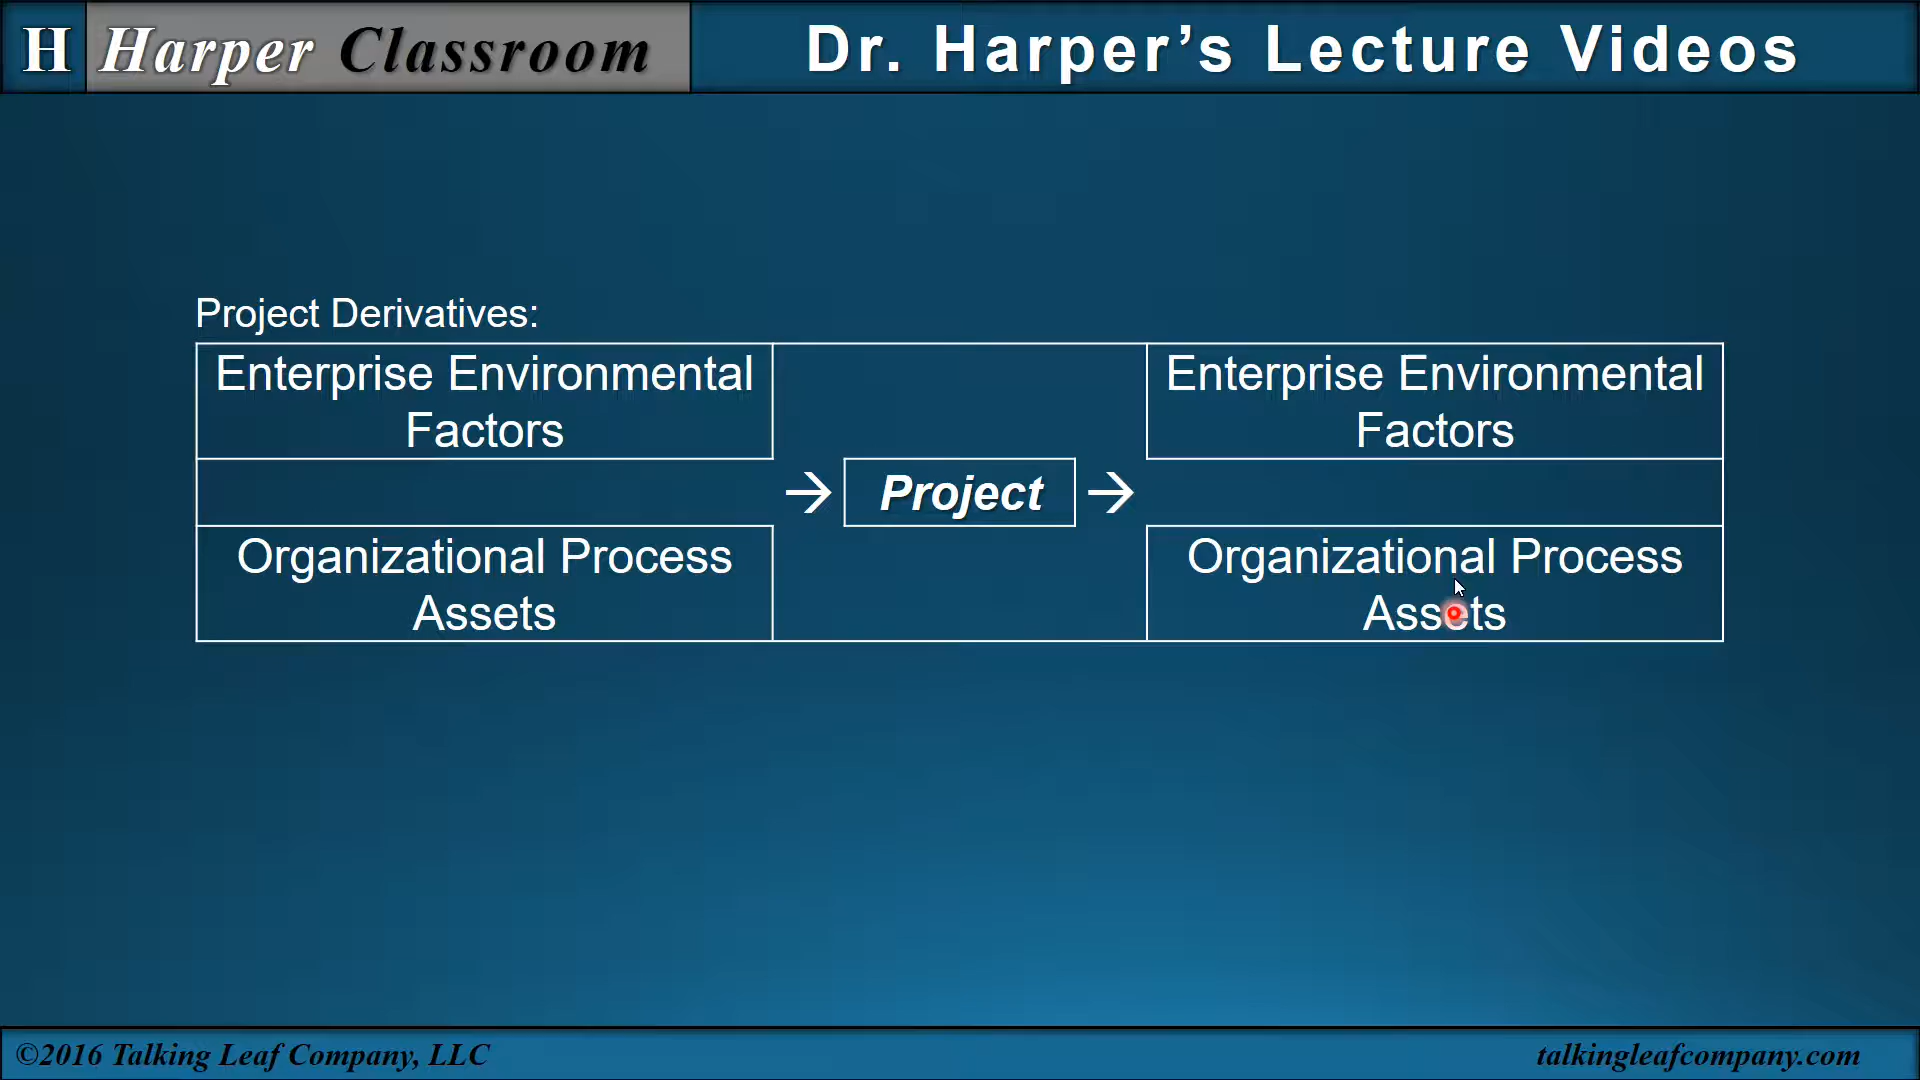 H Harper Classroom
Dr. Harper’s Lecture Videos
Project Derivatives:
Enterprise Environmental
Factors
Enterprise Environmental
Factors
→ Project →
Organizational Process
Assets
Organizational Process
Assets
©2016 Talking Leaf Company, LLC
talkingleafcompany.com